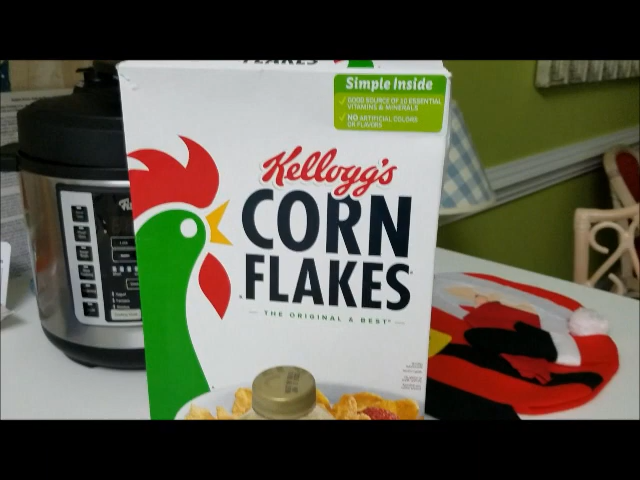 FLAKES
Simple Inside
GOOD SOURCE OF 10 ESSENTIAL
VITAMINS & MINERALS
NO ARTIFICIAL COLORS
OR FLAVORS
Kellogg's
CORN
FLAKES
THE ORIGINAL & BEST